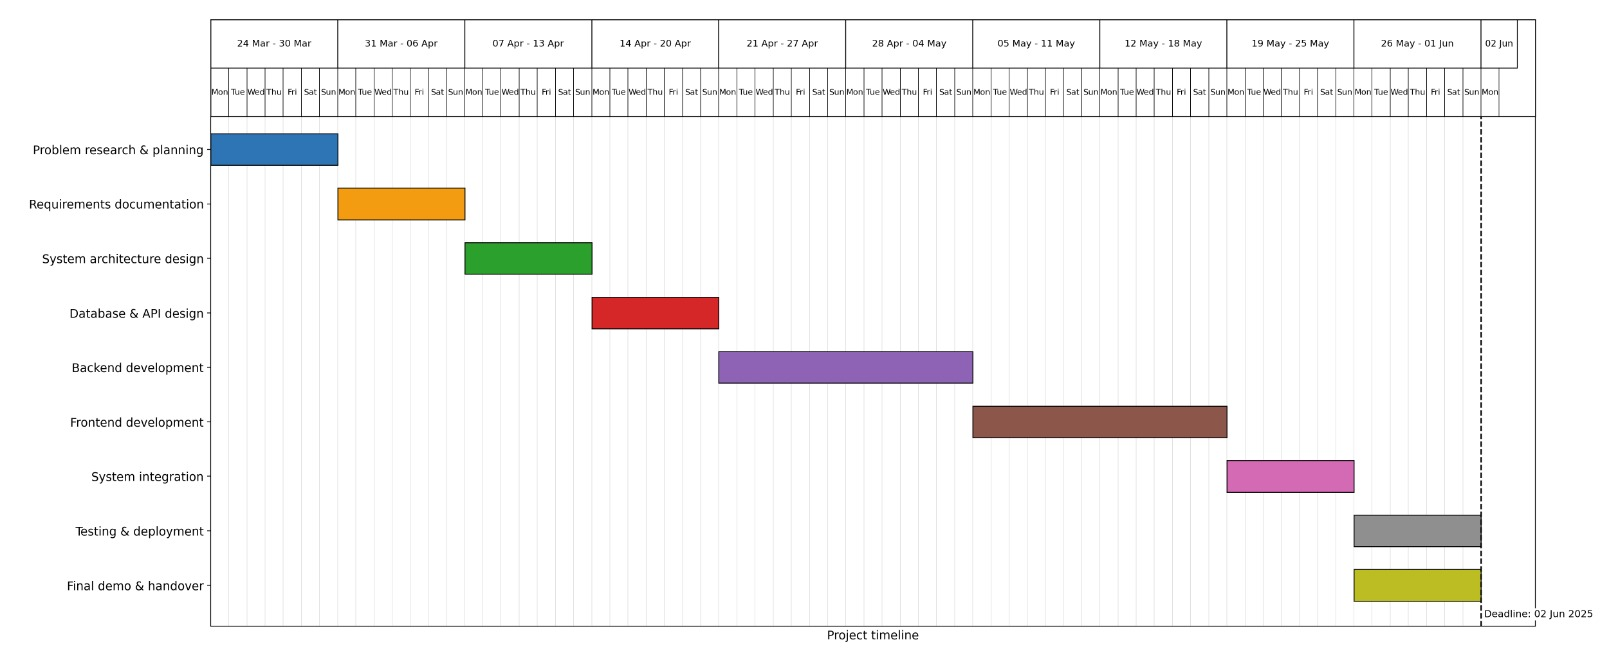 24 Mar - 30 Mar 31 Mar - 06 Apr 07 Apr - 13 Apr 14 Apr - 20 Apr 21 Apr - 27 Apr 28 Apr - 04 May 05 May - 11 May 12 May - 18 May 19 May - 25 May 26 May - 01 Jun 02 Jun
Mon Tue Wed Thu Fri Sat Sun Mon Tue Wed Thu Fri Sat Sun Mon Tue Wed Thu Fri Sat Sun Mon Tue Wed Thu Fri Sat Sun Mon Tue Wed Thu Fri Sat Sun Mon Tue Wed Thu Fri Sat Sun Mon Tue Wed Thu Fri Sat Sun Mon Tue Wed Thu Fri Sat Sun Mon Tue Wed Thu Fri Sat Sun Mon Tue Wed Thu Fri Sat Sun Mon
Problem research & planning
Requirements documentation
System architecture design
Database & API design
Backend development
Frontend development
System integration
Testing & deployment
Final demo & handover
Deadline: 02 Jun 2025
Project timeline